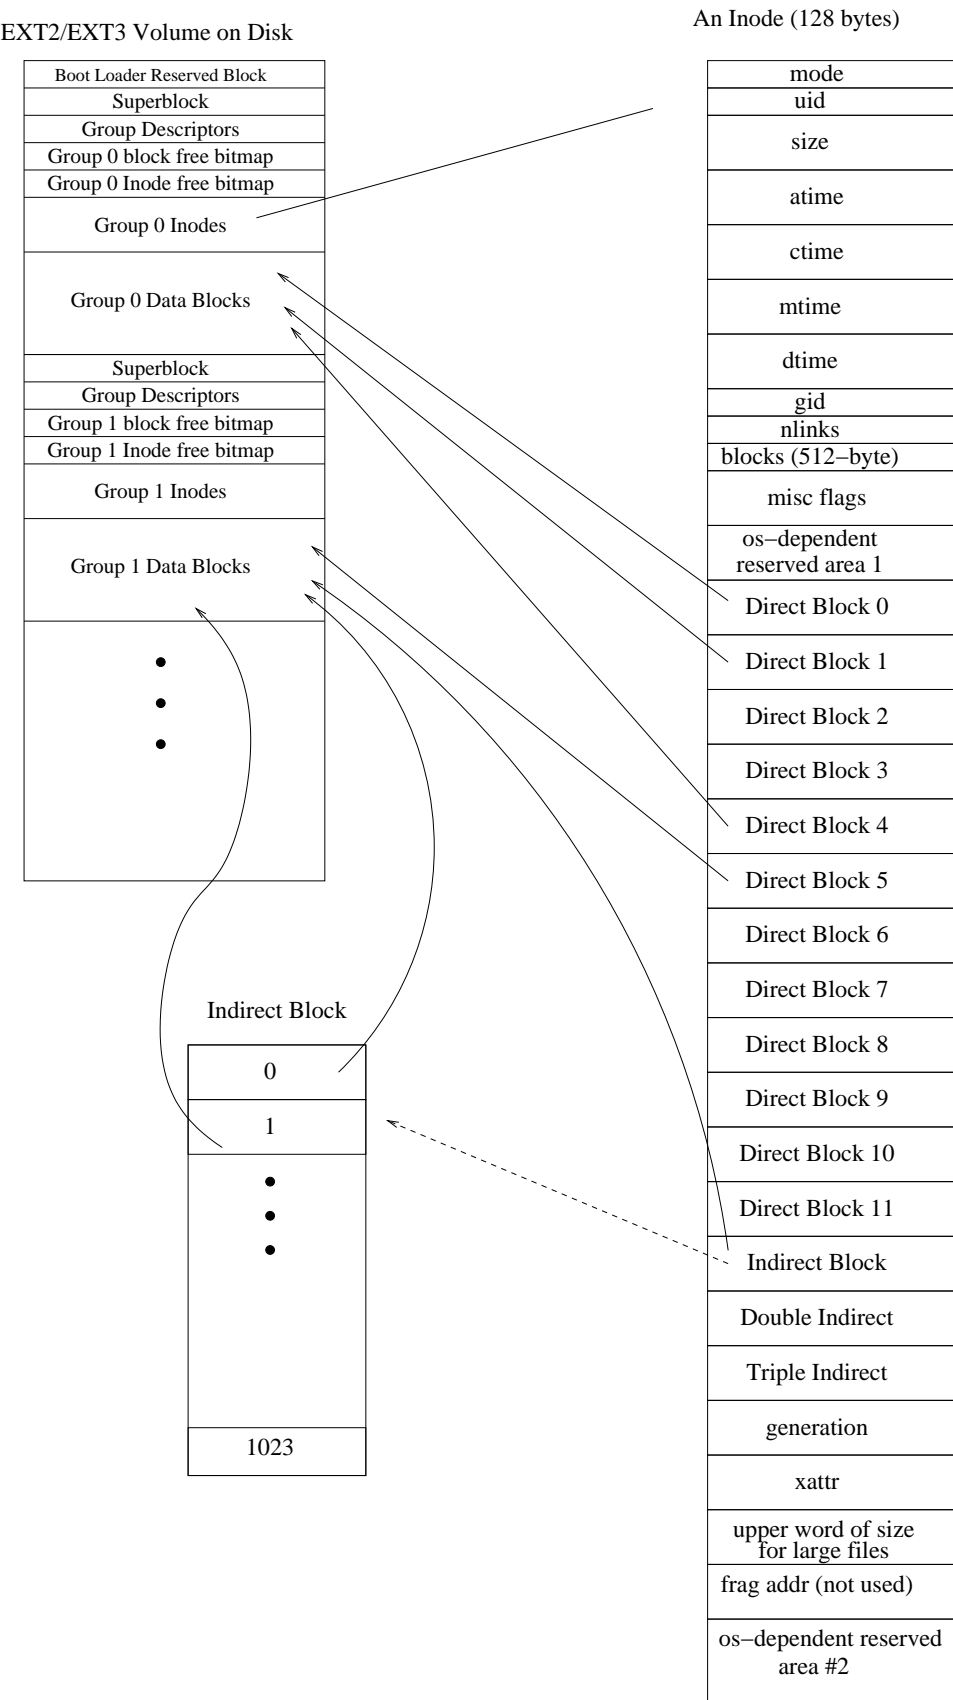 EXT2/EXT3 Volume on Disk
Boot Loader Reserved Block
Superblock
Group Descriptors
Group 0 block free bitmap
Group 0 Inode free bitmap
Group 0 Inodes
Group 0 Data Blocks
Superblock
Group Descriptors
Group 1 block free bitmap
Group 1 Inode free bitmap
Group 1 Inodes
Group 1 Data Blocks
Indirect Block
0
1
1023
An Inode (128 bytes)
mode
uid
size
atime
ctime
mtime
dtime
gid
nlinks
blocks (512−byte)
misc flags
os−dependent
reserved area 1
Direct Block 0
Direct Block 1
Direct Block 2
Direct Block 3
Direct Block 4
Direct Block 5
Direct Block 6
Direct Block 7
Direct Block 8
Direct Block 9
Direct Block 10
Direct Block 11
Indirect Block
Double Indirect
Triple Indirect
generation
xattr
upper word of size
for large files
frag addr (not used)
os−dependent reserved
area #2